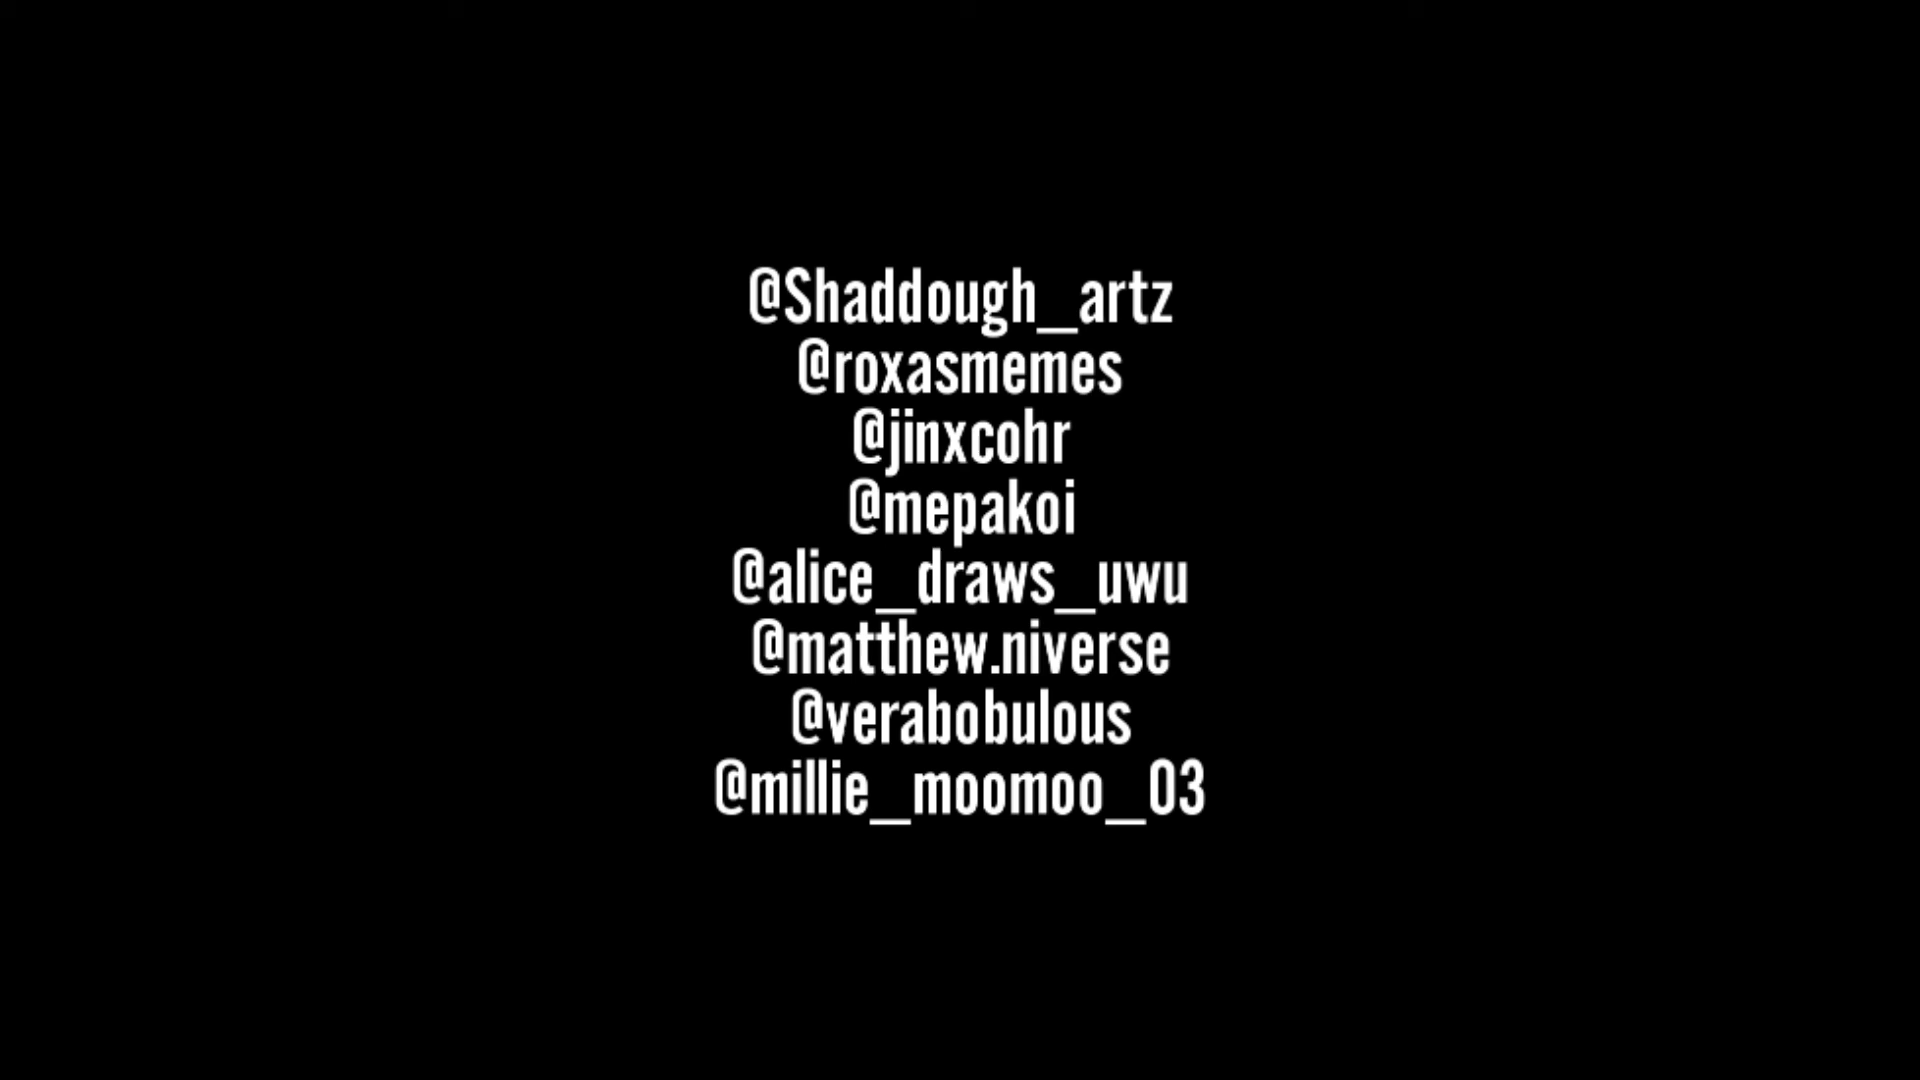 @Shaddough_artz
@roxasmemes
@jinxcohr
@mepakoi
@alice_draws_uwu
@matthew.niverse
@verabobulous
@millie_moomoo_03